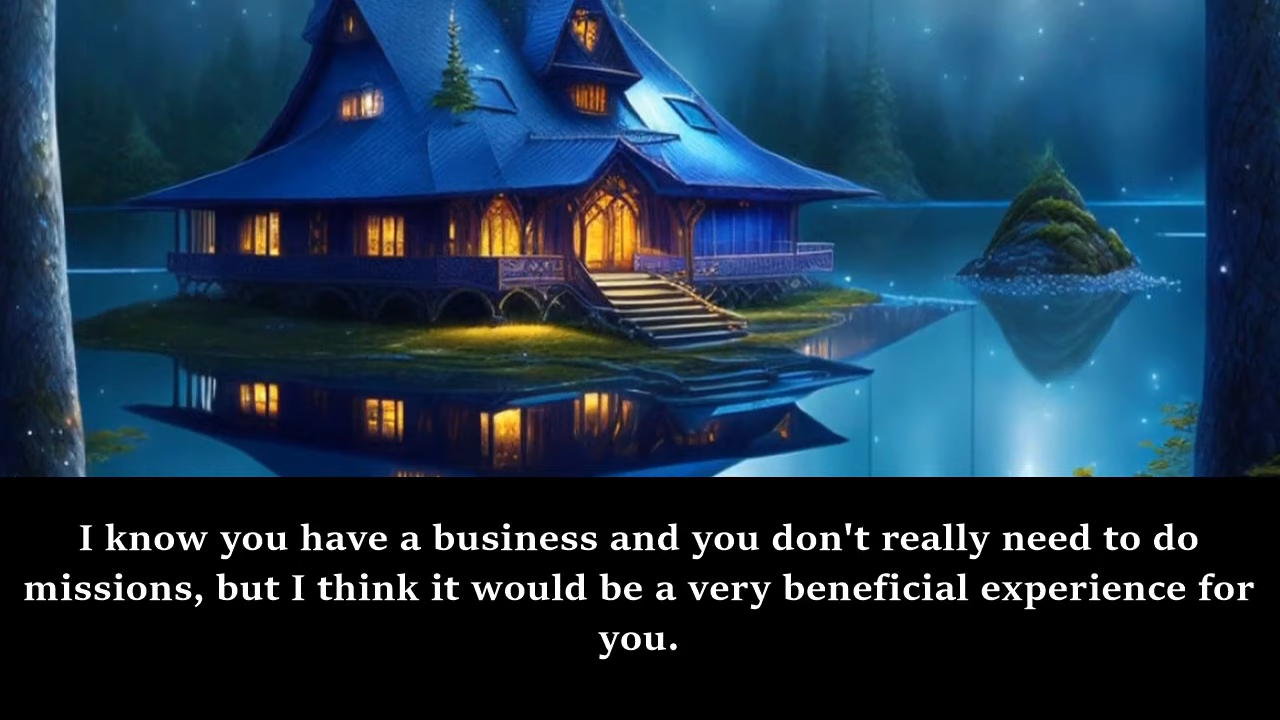 I know you have a business and you don't really need to do
missions, but I think it would be a very beneficial experience for
you.